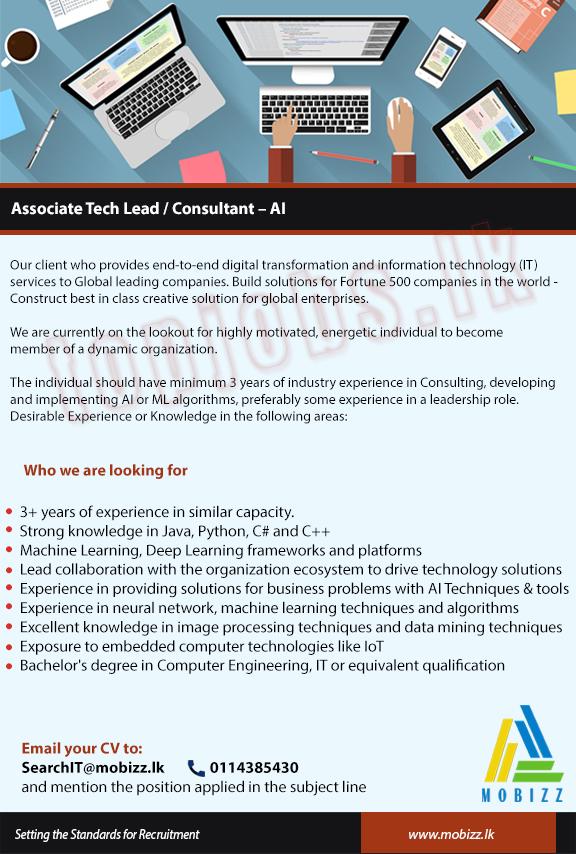 Associate Tech Lead / Consultant – AI
Our client who provides end-to-end digital transformation and information technology (IT)
services to Global leading companies. Build solutions for Fortune 500 companies in the world -
Construct best in class creative solution for global enterprises.
We are currently on the lookout for highly motivated, energetic individual to become
member of a dynamic organization.
The individual should have minimum 3 years of industry experience in Consulting, developing
and implementing AI or ML algorithms, preferably some experience in a leadership role.
Desirable Experience or Knowledge in the following areas:
topjobs.lk
Who we are looking for
• 3+ years of experience in similar capacity.
• Strong knowledge in Java, Python, C# and C++
• Machine Learning, Deep Learning frameworks and platforms
• Lead collaboration with the organization ecosystem to drive technology solutions
• Experience in providing solutions for business problems with AI Techniques & tools
• Experience in neural network, machine learning techniques and algorithms
• Excellent knowledge in image processing techniques and data mining techniques
• Exposure to embedded computer technologies like IoT
• Bachelor's degree in Computer Engineering, IT or equivalent qualification
Email your CV to:
SearchIT@mobizz.lk 0114385430
and mention the position applied in the subject line
MOBIZZ
Setting the Standards for Recruitment
www.mobizz.lk